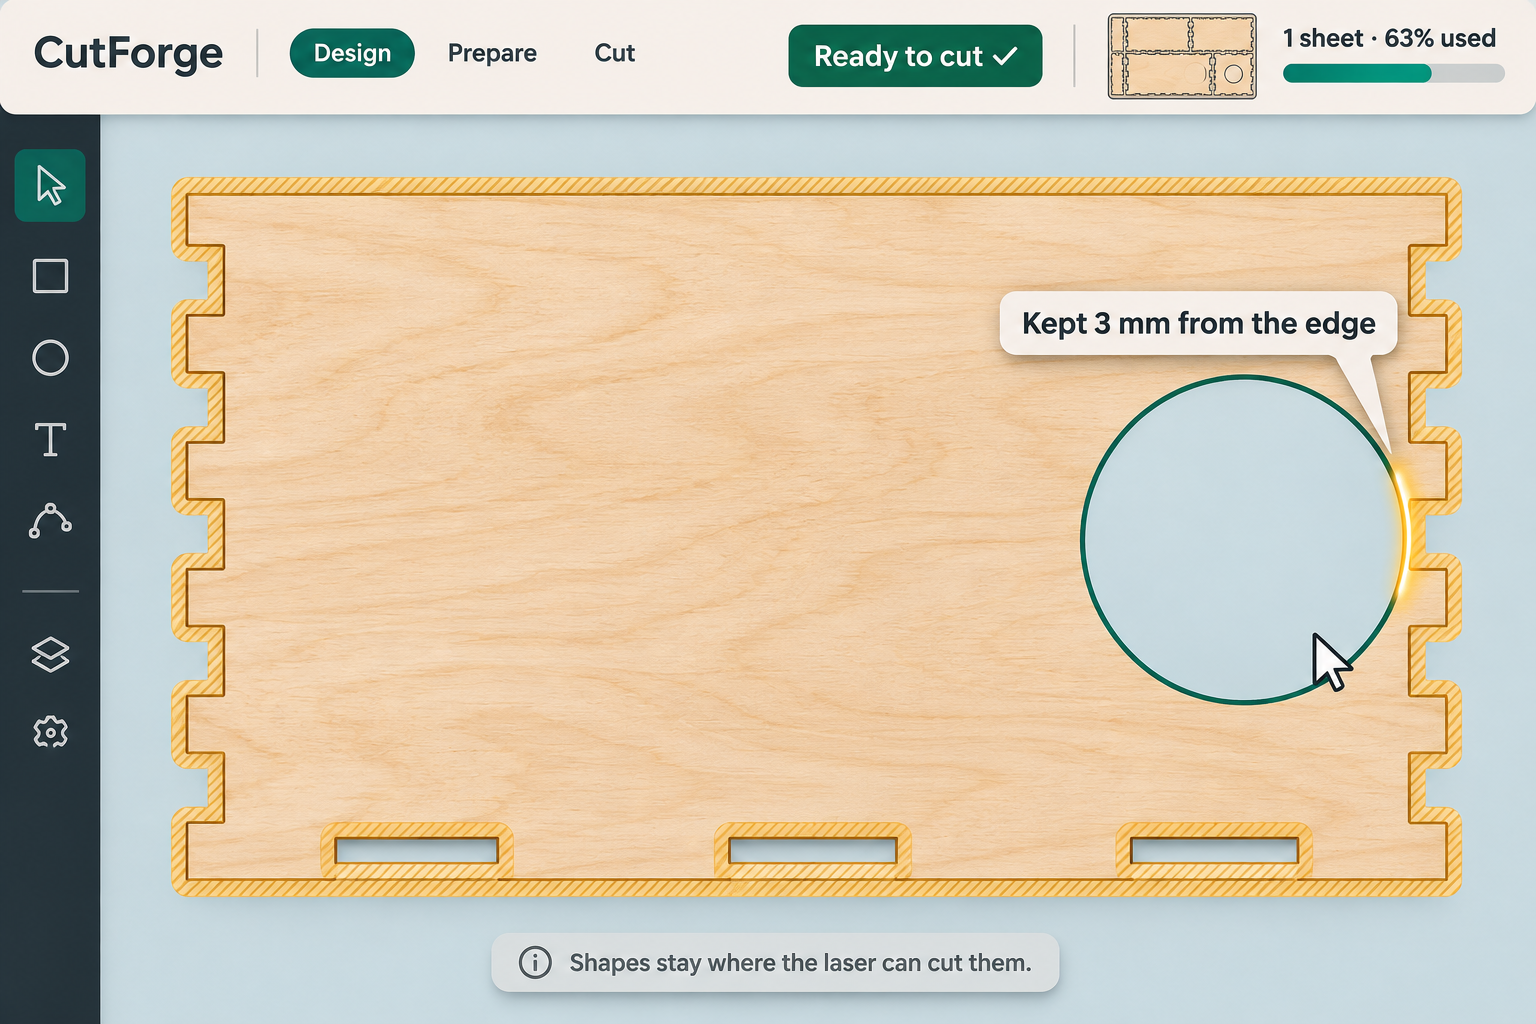 CutForge
Design
Prepare
Cut
Ready to cut ✓
1 sheet · 63% used
Kept 3 mm from the edge
T
Shapes stay where the laser can cut them.